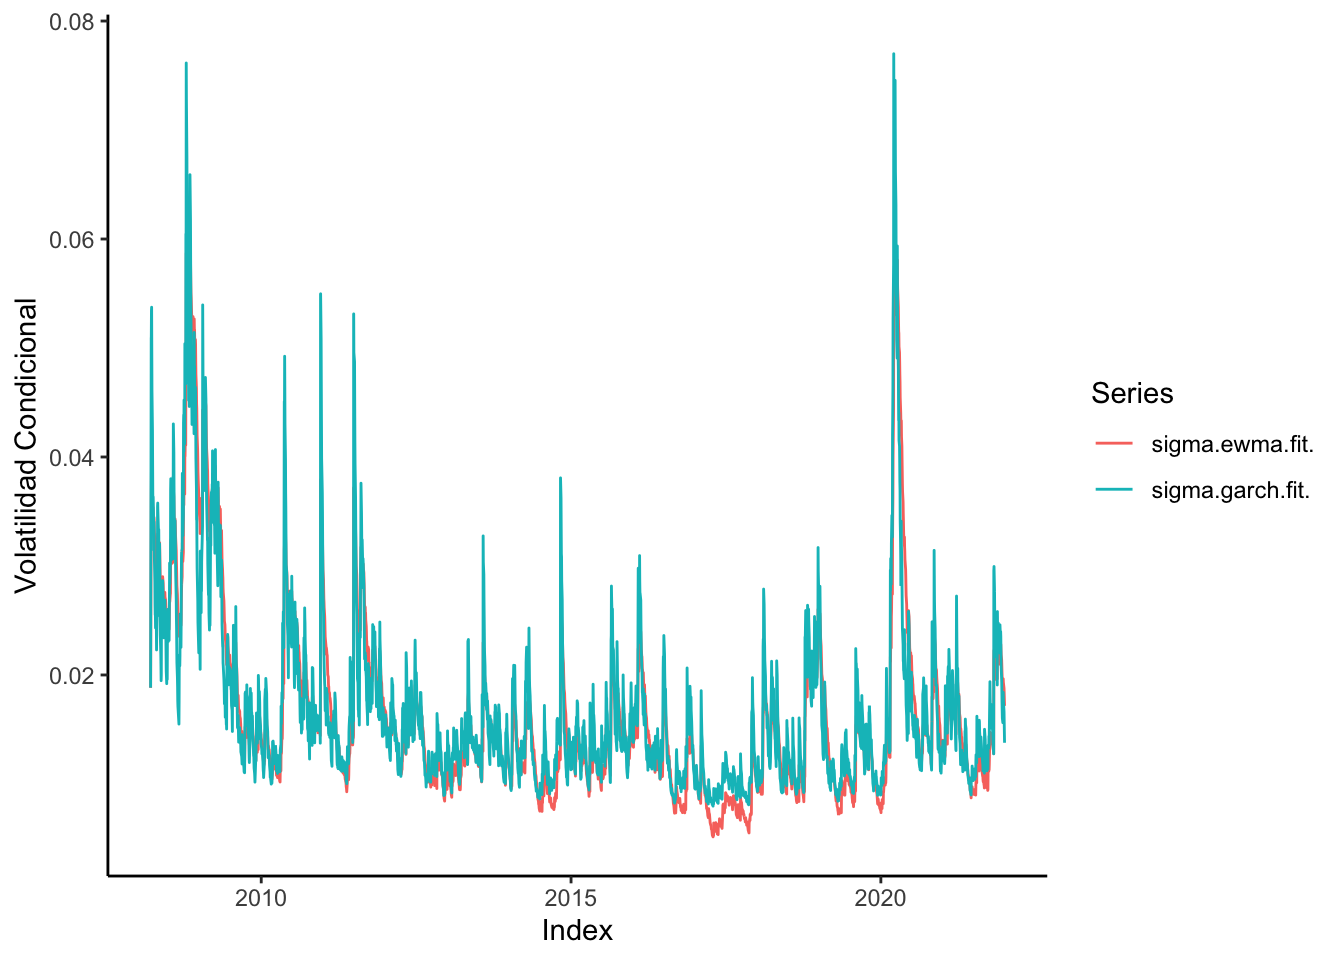 0.08
0.06
0.04
0.02
Volatilidad Condicional
2010
2015
2020
Index
Series
sigma.ewma.fit.
sigma.garch.fit.